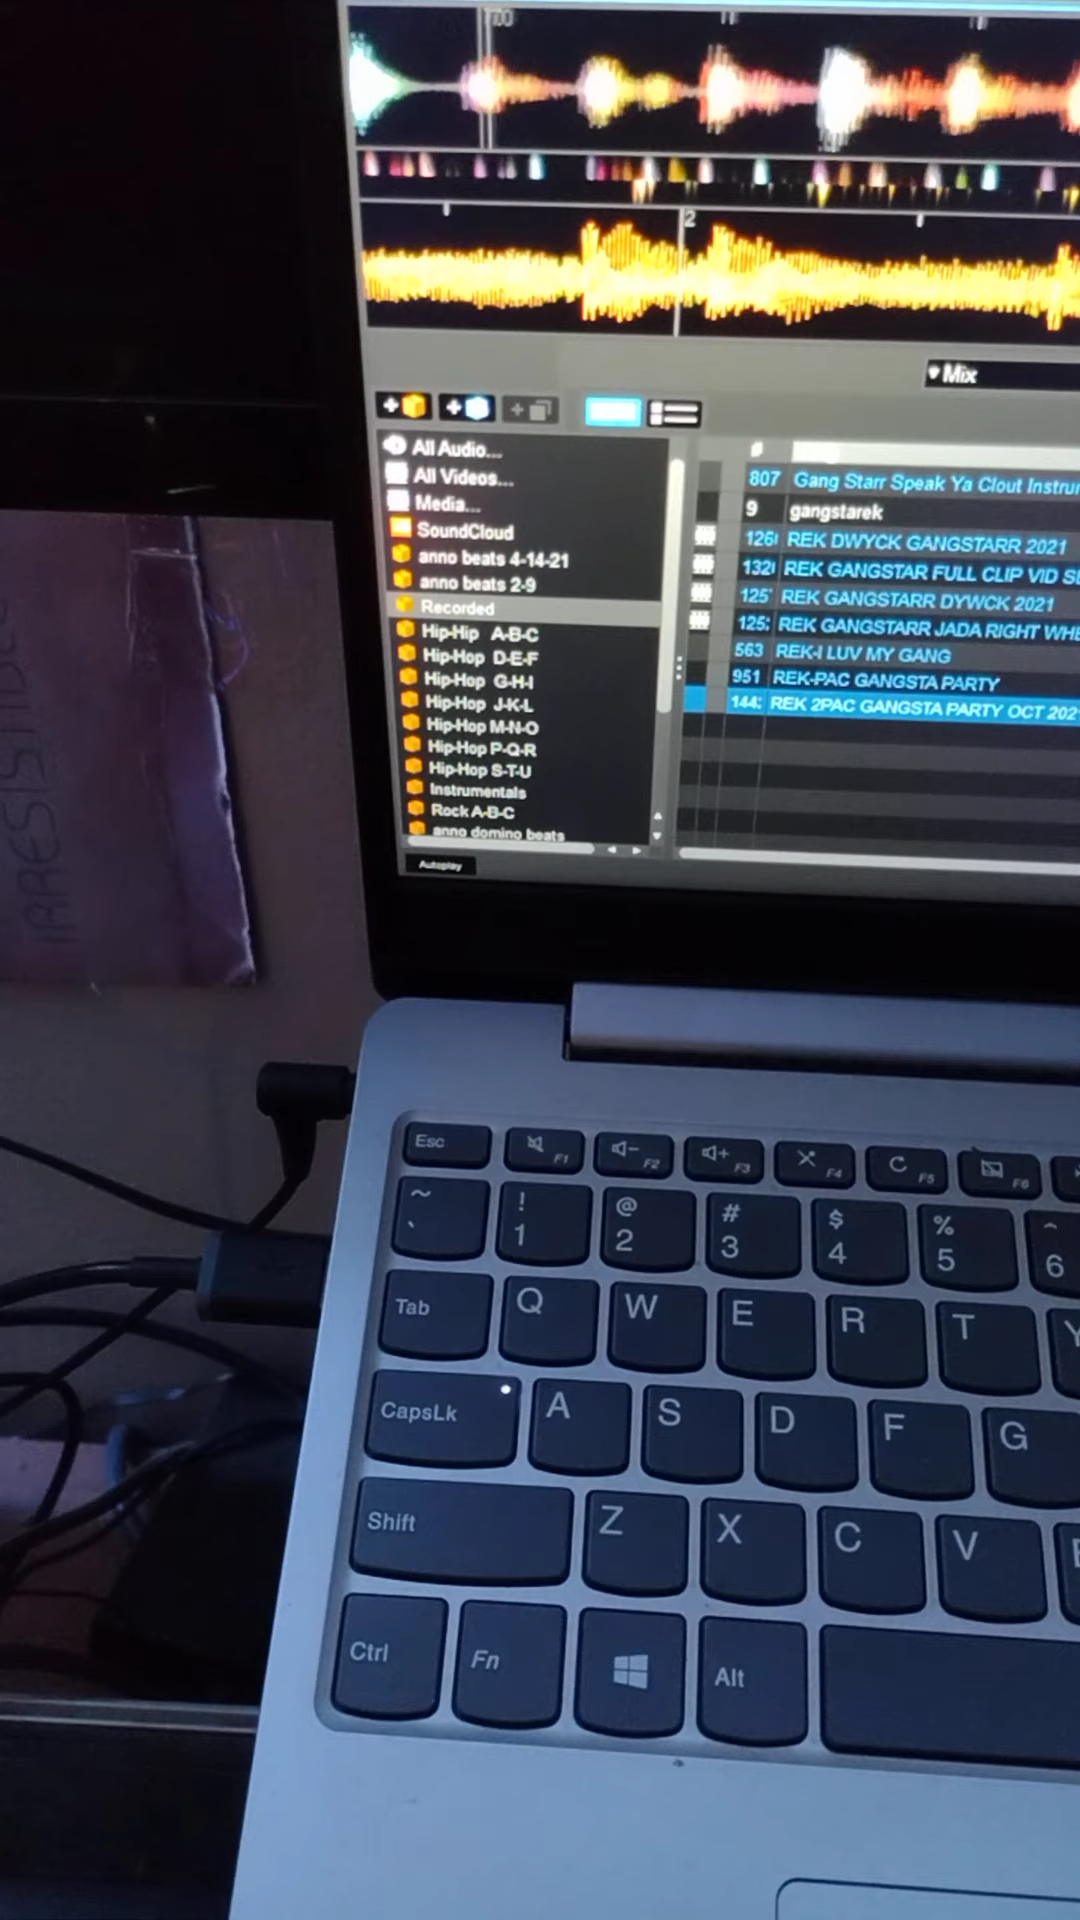 2
Mix
All Audio...
All Videos...
Media...
SoundCloud
anno beats 4-14-21
anno beats 2-9
Recorded
Hip-Hip A-B-C
Hip-Hop D-E-F
Hip-Hop G-H-I
Hip-Hop J-K-L
Hip-Hop M-N-O
Hip-Hop P-Q-R
Hip-Hop S-T-U
Instrumentals
Rock A-B-C
anno domino beats
Autoplay
#
807 Gang Starr Speak Ya Clout
9 gangstarek
REK DWYCK GANGSTARR 2021
REK GANGSTAR FULL CLIP VID
REK GANGSTARR DYWCK 2021
REK GANGSTARR JADA RIGHT
563 REK-I LUV MY GANG
951 REK-PAC GANGSTA PARTY
REK 2PAC GANGSTA PARTY OCT
IRRESISTIBLE
Esc F1 F2 F3 F4 F5 F6
~ ! @ # $ % ^
` 1 2 3 4 5 6
Tab Q W E R T Y
CapsLk A S D F G
Shift Z X C V
Ctrl Fn Alt